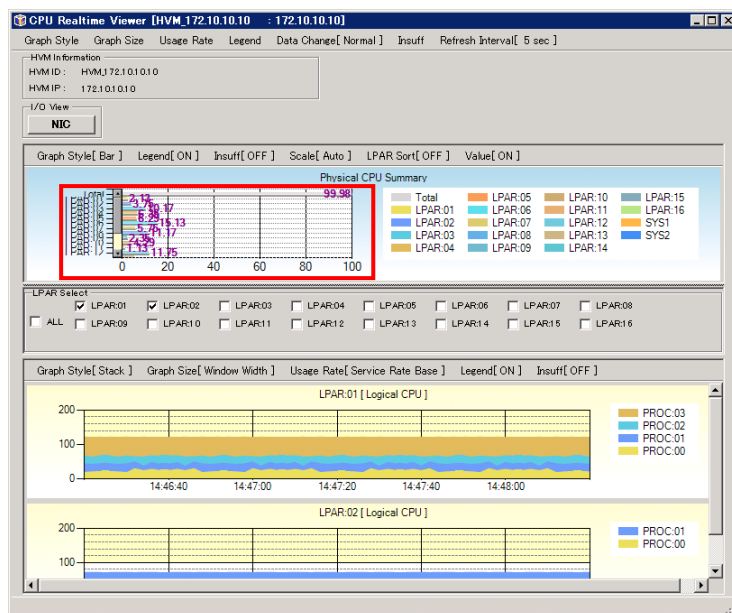 CPU Realtime Viewer [HVM_172.10.10.10 : 172.10.10.10]
Graph Style Graph Size Usage Rate Legend Data Change[ Normal ] Insuff Refresh Interval[ 5 sec ]
HVM Information
HVM ID : HVM_172.10.10.10
HVM IP : 172.10.10.10
I/O View
NIC
Graph Style[ Bar ] Legend[ ON ] Insuff[ OFF ] Scale[ Auto ] LPAR Sort[ OFF ] Value[ ON ]
Physical CPU Summary
Total
99.98
2.13
15.13
1.13
11.75
0 20 40 60 80 100
Total LPAR:05 LPAR:10 LPAR:15
LPAR:01 LPAR:06 LPAR:11 LPAR:16
LPAR:02 LPAR:07 LPAR:12 SYS1
LPAR:03 LPAR:08 LPAR:13 SYS2
LPAR:04 LPAR:09 LPAR:14
LPAR Select
LPAR:01 LPAR:02 LPAR:03 LPAR:04 LPAR:05 LPAR:06 LPAR:07 LPAR:08
ALL LPAR:09 LPAR:10 LPAR:11 LPAR:12 LPAR:13 LPAR:14 LPAR:15 LPAR:16
Graph Style[ Stack ] Graph Size[ Window Width ] Usage Rate[ Service Rate Base ] Legend[ ON ] Insuff[ OFF ]
LPAR:01 [ Logical CPU ]
200
100
0
14:46:40 14:47:00 14:47:20 14:47:40 14:48:00
PROC:03
PROC:02
PROC:01
PROC:00
LPAR:02 [ Logical CPU ]
200
100
PROC:01
PROC:00